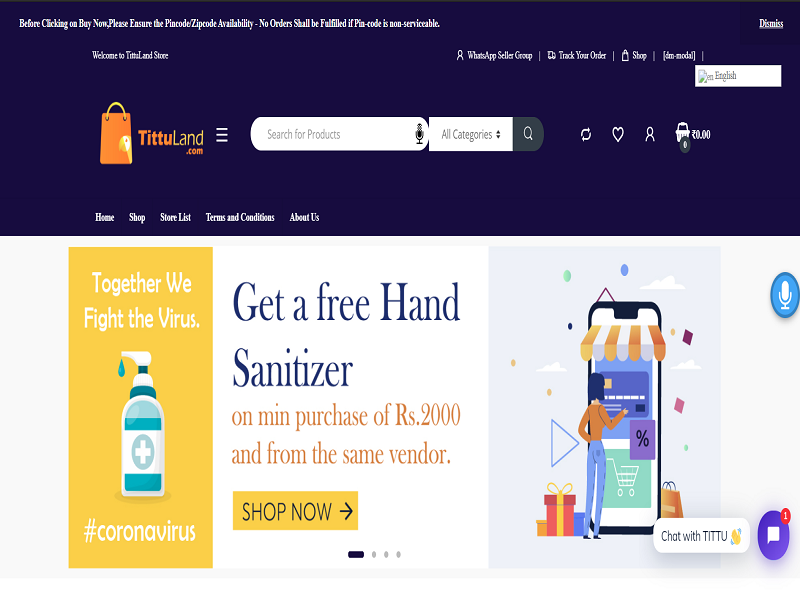 Before Clicking on Buy Now,Please Ensure the Pincode/Zipcode Availability - No Orders Shall be Fulfilled if Pin-code is non-serviceable.
Dismiss
Welcome to TittuLand Store
WhatsApp Seller Group | Track Your Order | Shop | [dm-modal] |
en English
TittuLand
.com
Search for Products
All Categories
₹0.00
0
Home Shop Store List Terms and Conditions About Us
Together We
Fight the Virus.
#coronavirus
Get a free Hand
Sanitizer
on min purchase of Rs.2000
and from the same vendor.
SHOP NOW →
%
Chat with TITTU 👋
1